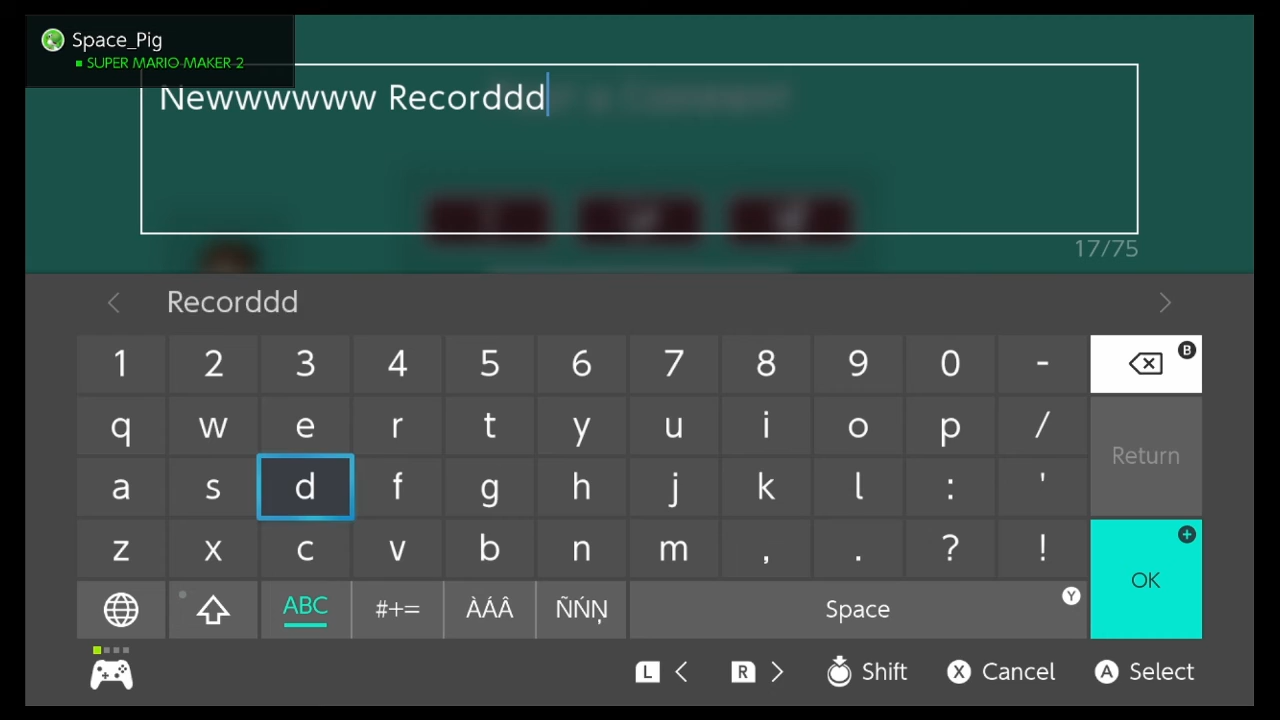 Space_Pig
SUPER MARIO MAKER 2
Newwwwww Recorddd
17/75
Recorddd
1 2 3 4 5 6 7 8 9 0 -
B
q w e r t y u i o p /
Return
a s d f g h j k l : '
z x c v b n m , . ? !
+
OK
ABC #+= ÀÁÂ ÑŃŅ Space Y
L < R > Shift X Cancel A Select